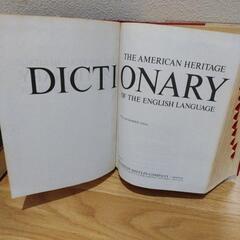 THE AMERICAN HERITAGE
DICTIONARY
OF THE ENGLISH LANGUAGE